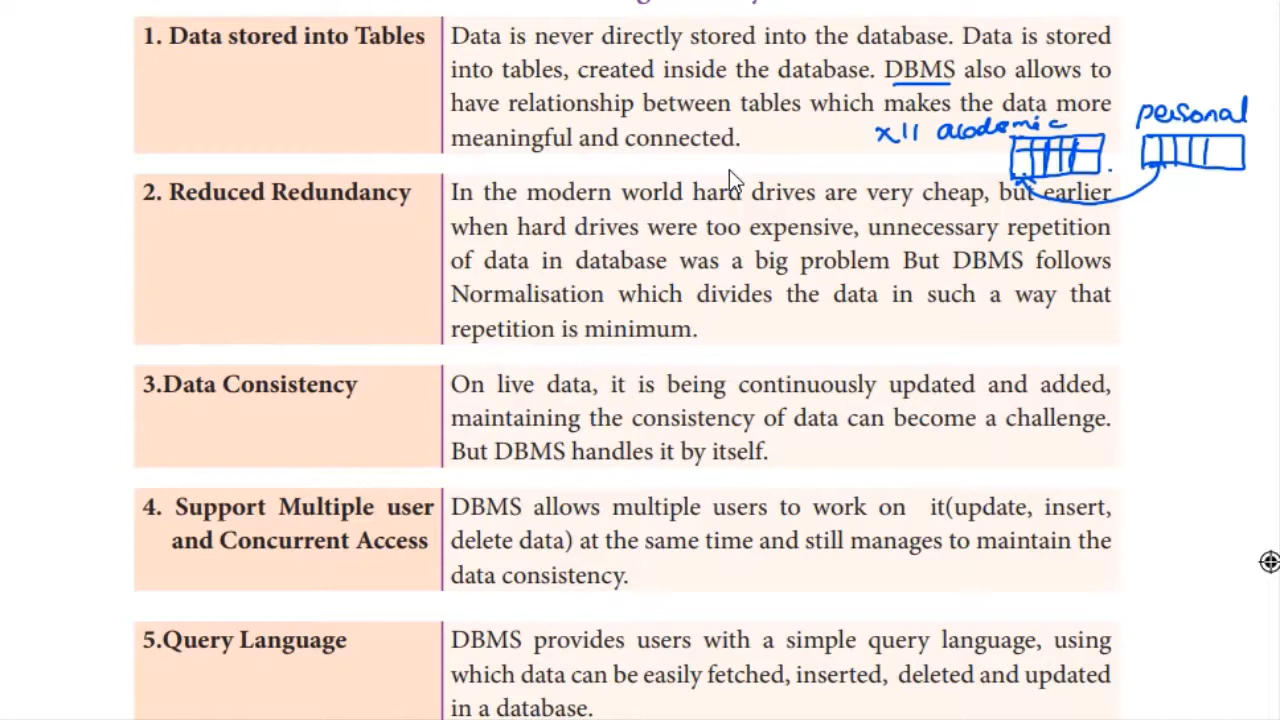 1. Data stored into Tables
Data is never directly stored into the database. Data is stored
into tables, created inside the database. DBMS also allows to
have relationship between tables which makes the data more
meaningful and connected.
personal
x11 academic
2. Reduced Redundancy
In the modern world hard drives are very cheap, but earlier
when hard drives were too expensive, unnecessary repetition
of data in database was a big problem But DBMS follows
Normalisation which divides the data in such a way that
repetition is minimum.
3.Data Consistency
On live data, it is being continuously updated and added,
maintaining the consistency of data can become a challenge.
But DBMS handles it by itself.
4. Support Multiple user
and Concurrent Access
DBMS allows multiple users to work on it(update, insert,
delete data) at the same time and still manages to maintain the
data consistency.
5.Query Language
DBMS provides users with a simple query language, using
which data can be easily fetched, inserted, deleted and updated
in a database.